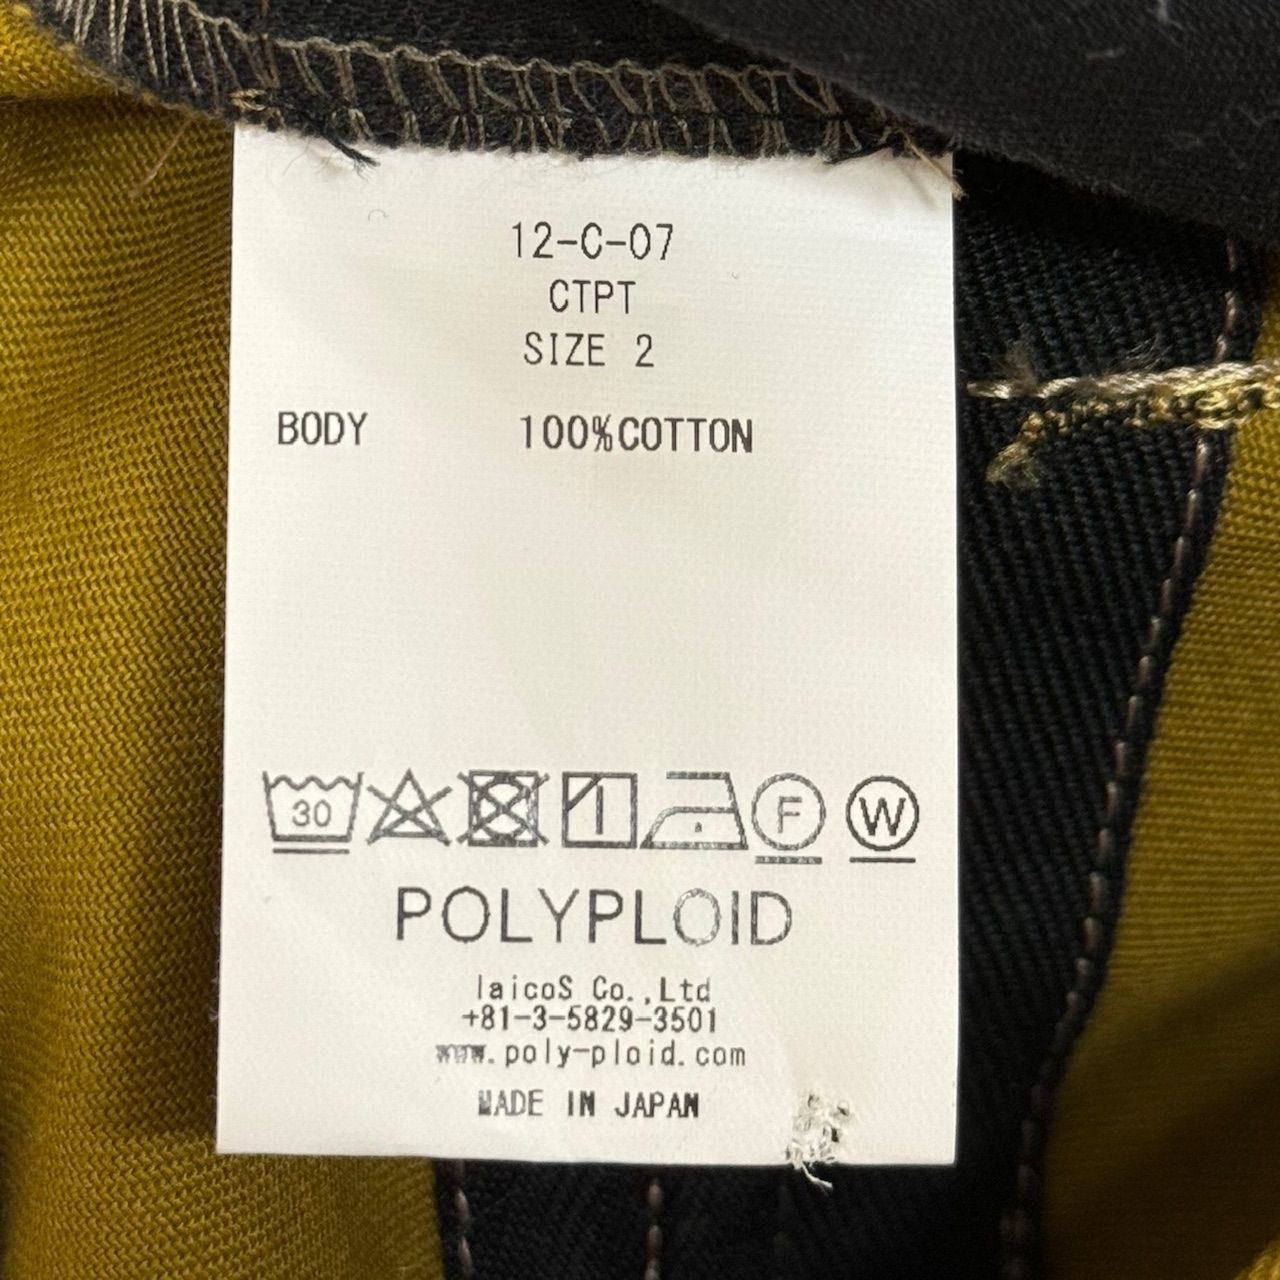 12-C-07
CTPT
SIZE 2
BODY 100%COTTON
30 F W
POLYPLOID
laicoS Co.,Ltd
+81-3-5829-3501
www.poly-ploid.com
MADE IN JAPAN